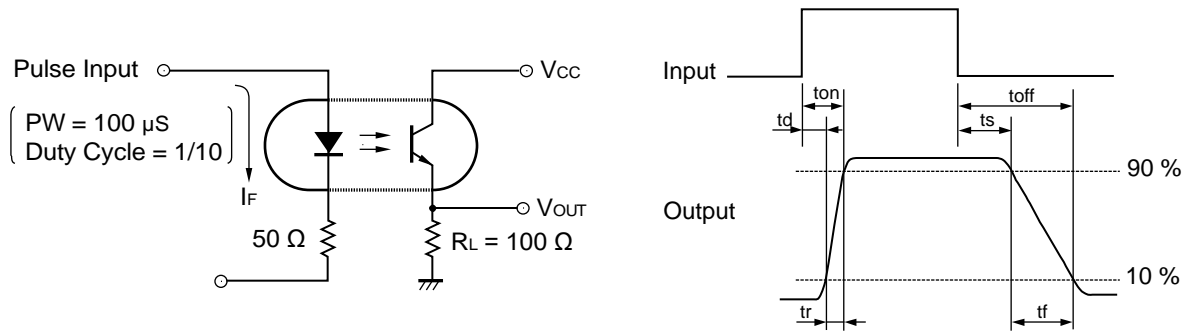 Pulse Input
PW = 100 μS
Duty Cycle = 1/10
IF
50 Ω
VCC
VOUT
RL = 100 Ω
Input
ton
toff
td
ts
90 %
Output
10 %
tr
tf